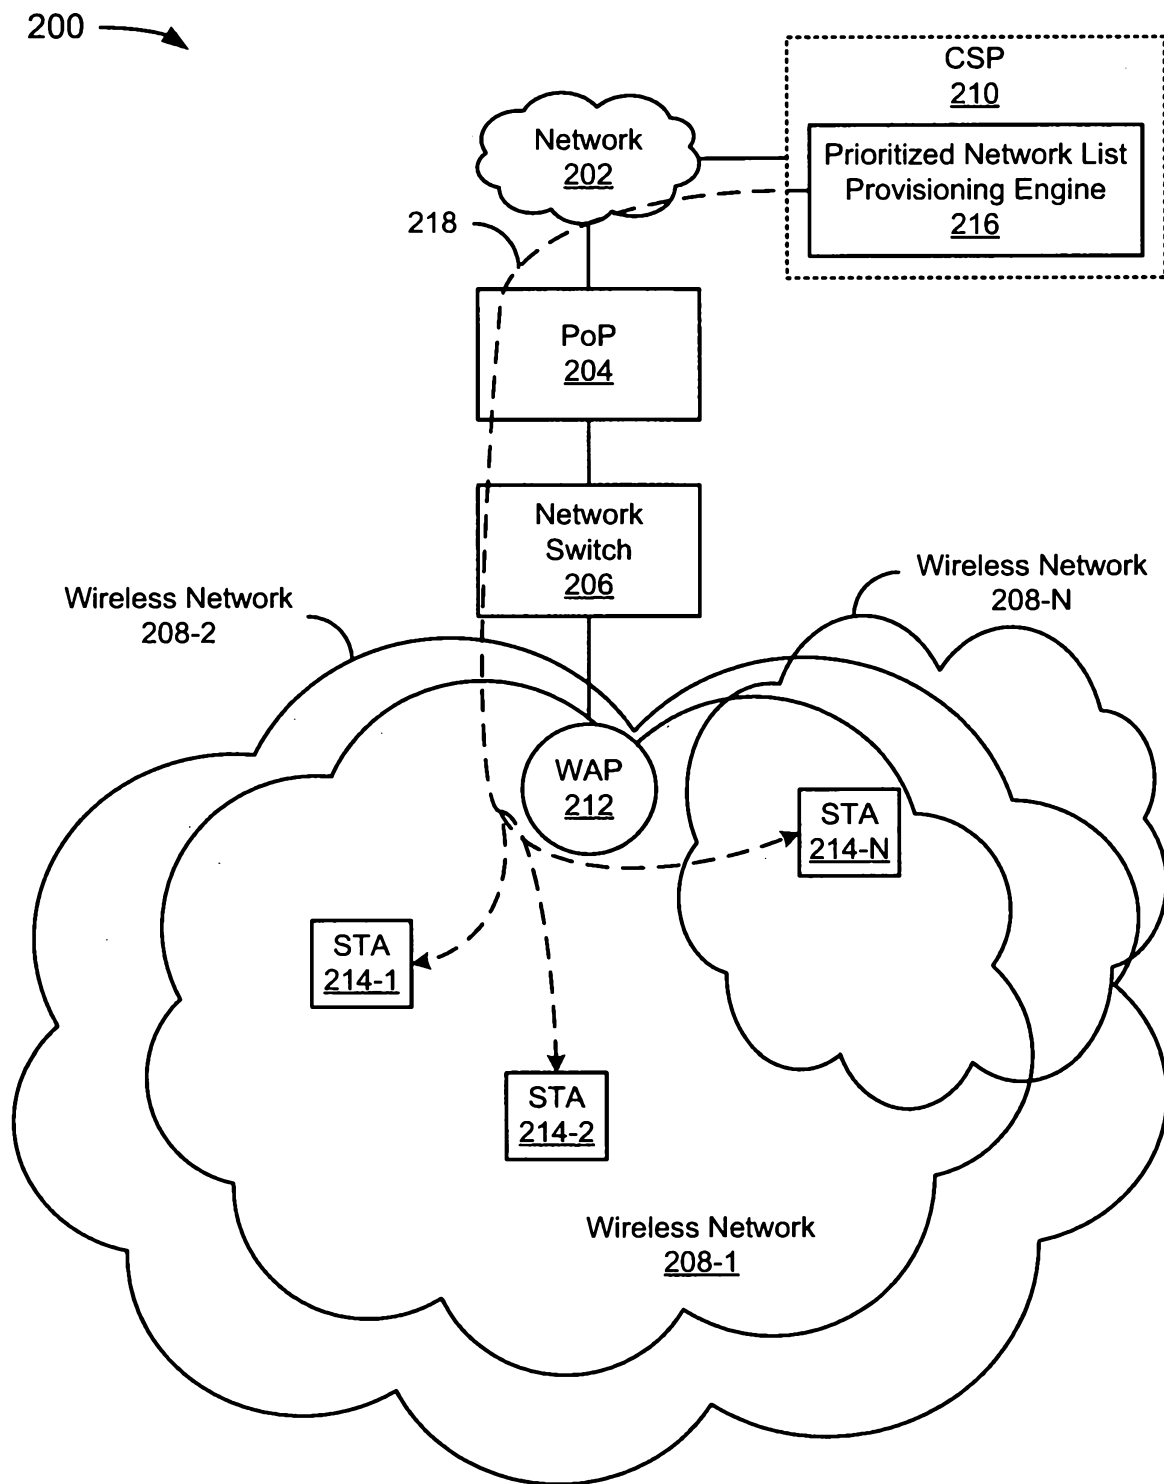 200
CSP
210
Network
202
Prioritized Network List
Provisioning Engine
216
218
PoP
204
Network
Switch
206
Wireless Network
208-N
Wireless Network
208-2
WAP
212
STA
214-N
STA
214-1
STA
214-2
Wireless Network
208-1